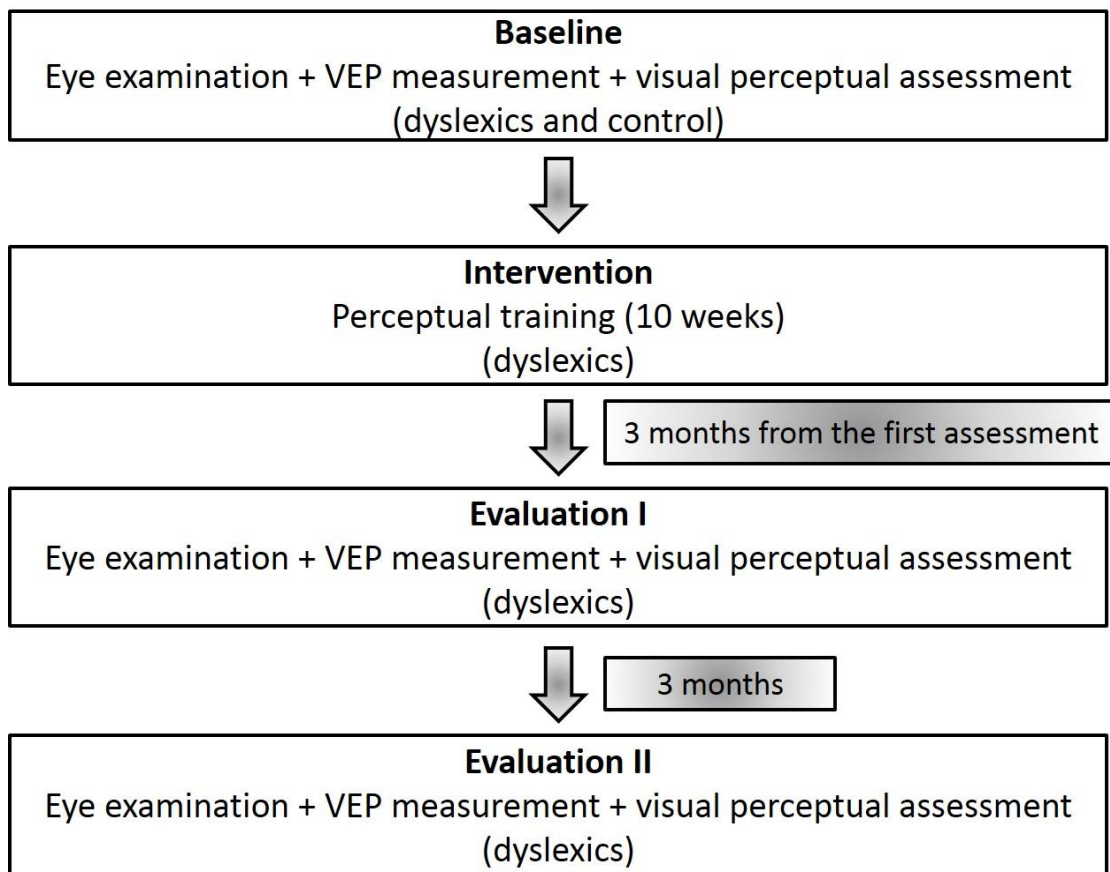 Baseline
Eye examination + VEP measurement + visual perceptual assessment
(dyslexics and control)
Intervention
Perceptual training (10 weeks)
(dyslexics)
3 months from the first assessment
Evaluation I
Eye examination + VEP measurement + visual perceptual assessment
(dyslexics)
3 months
Evaluation II
Eye examination + VEP measurement + visual perceptual assessment
(dyslexics)